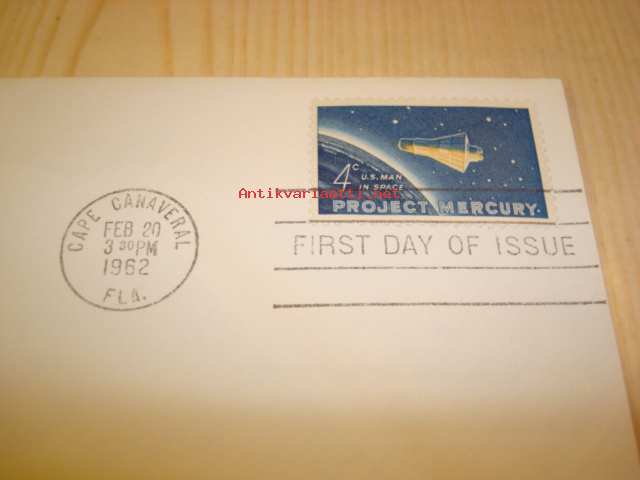 4c
U.S. MAN
IN SPACE
PROJECT MERCURY
Antikvariaatti.net
CAPE CANAVERAL
FEB 20
3 30 PM
1962
FLA.
FIRST DAY OF ISSUE